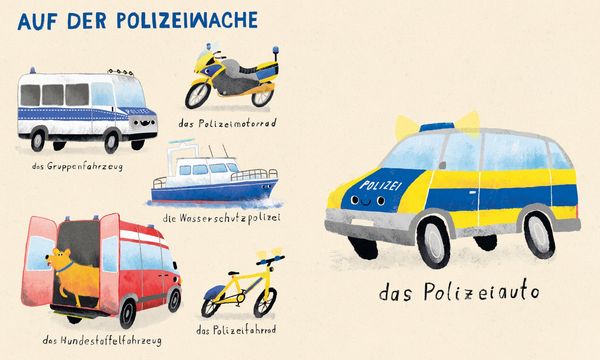 AUF DER POLIZEIWACHE
das Polizeimotorrad
POLIZEI
das Gruppenfahrzeug
die Wasserschutzpolizei
POLIZEI
das Polizeiauto
das Hundestaffelfahrzeug
das Polizeifahrrad